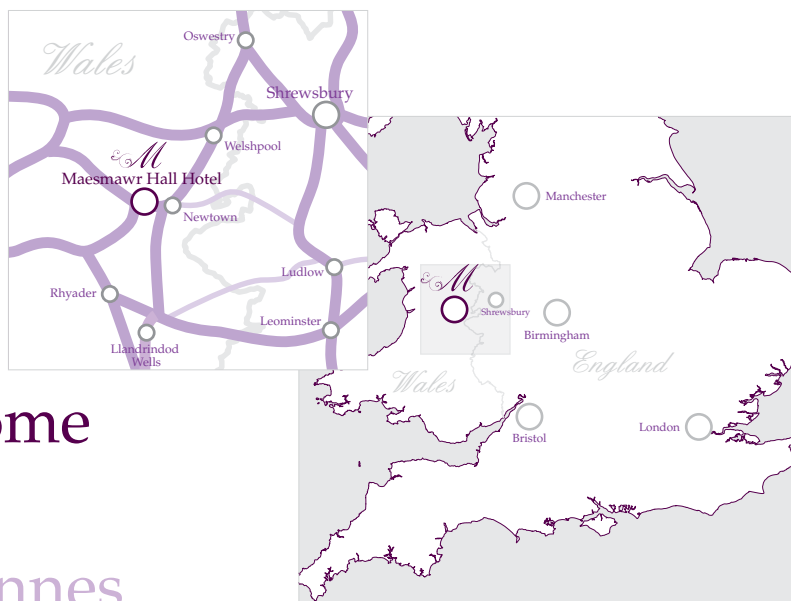 Oswestry
Wales
Shrewsbury
Welshpool
M
Maesmawr Hall Hotel
Newtown
Ludlow
Rhyader
Leominster
Llandrindod
Wells
Manchester
M
Shrewsbury
Birmingham
England
Wales
Bristol
London
ome
nnes